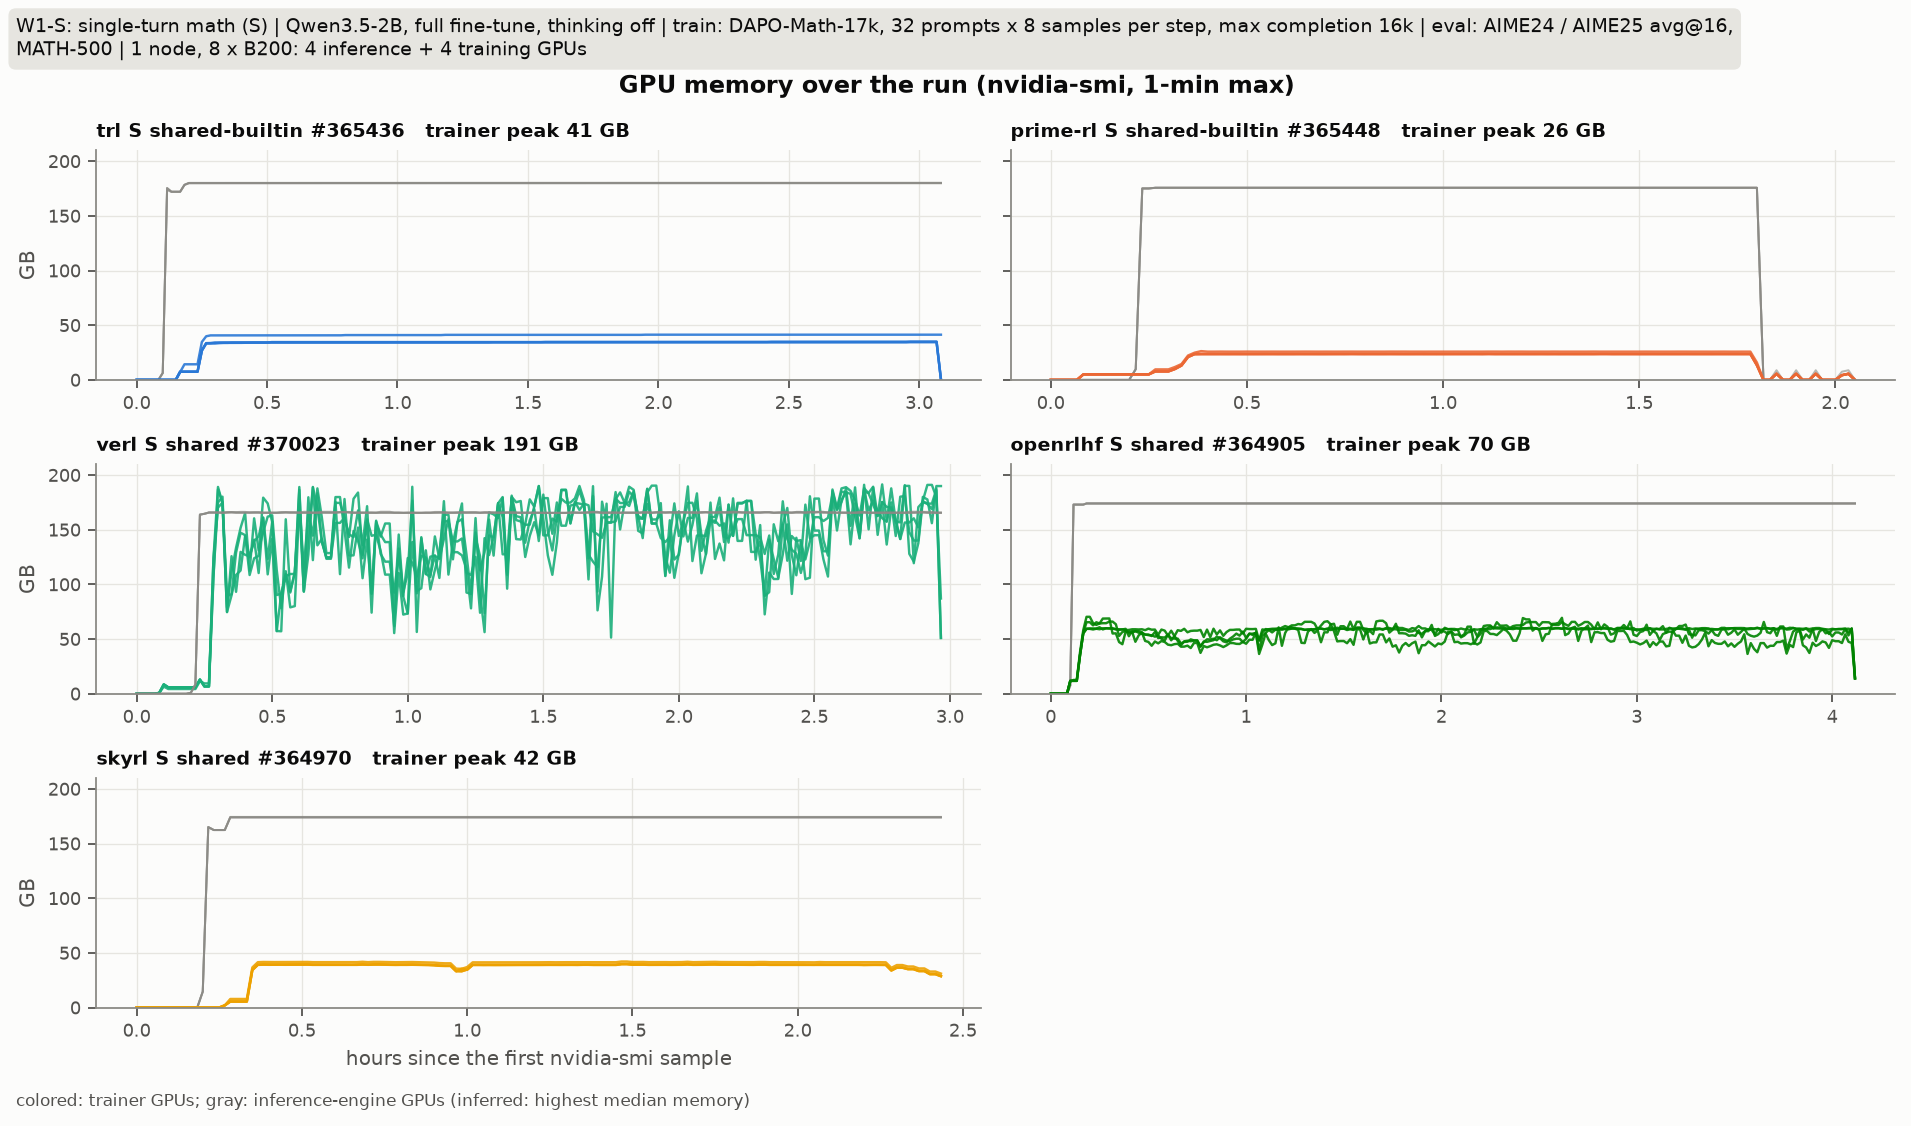 W1-S: single-turn math (S) | Qwen3.5-2B, full fine-tune, thinking off | train: DAPO-Math-17k, 32 prompts x 8 samples per step, max completion 16k | eval: AIME24 / AIME25 avg@16,
MATH-500 | 1 node, 8 x B200: 4 inference + 4 training GPUs
GPU memory over the run (nvidia-smi, 1-min max)
trl S shared-builtin #365436   trainer peak 41 GB
200
150
100
50
0
GB
0.0 0.5 1.0 1.5 2.0 2.5 3.0
prime-rl S shared-builtin #365448   trainer peak 26 GB
0.0 0.5 1.0 1.5 2.0
verl S shared #370023   trainer peak 191 GB
200
150
100
50
0
GB
0.0 0.5 1.0 1.5 2.0 2.5 3.0
openrlhf S shared #364905   trainer peak 70 GB
0 1 2 3 4
skyrl S shared #364970   trainer peak 42 GB
200
150
100
50
0
GB
0.0 0.5 1.0 1.5 2.0 2.5
hours since the first nvidia-smi sample
colored: trainer GPUs; gray: inference-engine GPUs (inferred: highest median memory)